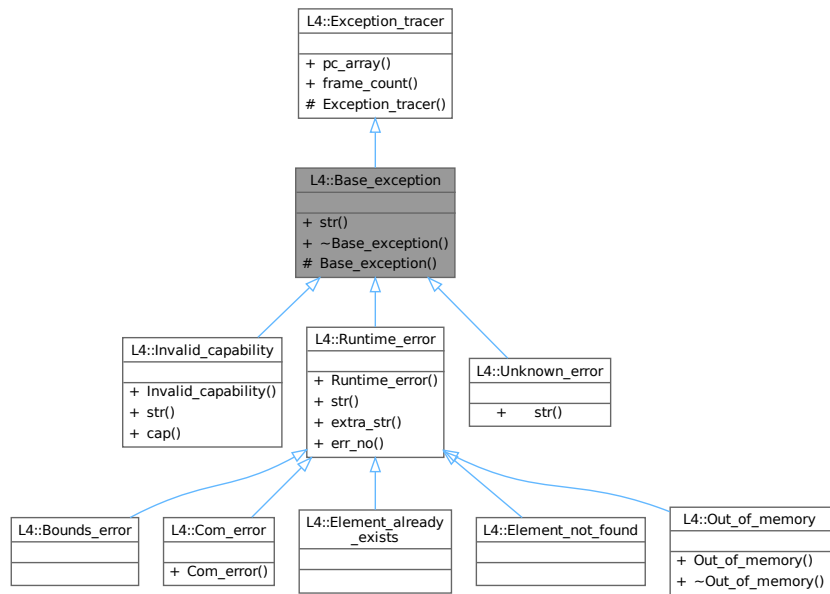 L4::Exception_tracer
+ pc_array()
+ frame_count()
# Exception_tracer()
L4::Base_exception
+ str()
+ ~Base_exception()
# Base_exception()
L4::Invalid_capability
+ Invalid_capability()
+ str()
+ cap()
L4::Runtime_error
+ Runtime_error()
+ str()
+ extra_str()
+ err_no()
L4::Unknown_error
+ str()
L4::Bounds_error
L4::Com_error
+ Com_error()
L4::Element_already
_exists
L4::Element_not_found
L4::Out_of_memory
+ Out_of_memory()
+ ~Out_of_memory()